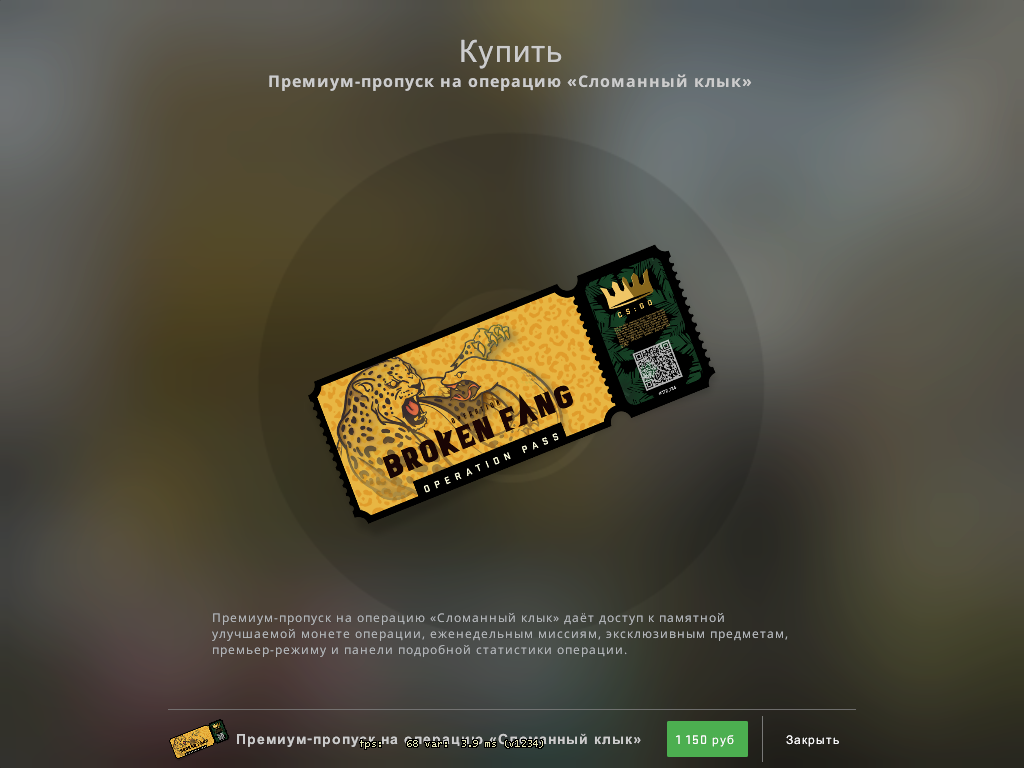 Купить
Премиум-пропуск на операцию «Сломанный клык»
CS:GO
BROKEN FANG
OPERATION PASS
Премиум-пропуск на операцию «Сломанный клык» даёт доступ к памятной
улучшаемой монете операции, еженедельным миссиям, эксклюзивным предметам,
премьер-режиму и панели подробной статистики операции.
Премиум-пропуск на операцию «Сломанный клык»
fps: 68 var: 3.9 ms (v1234)
1 150 руб
Закрыть